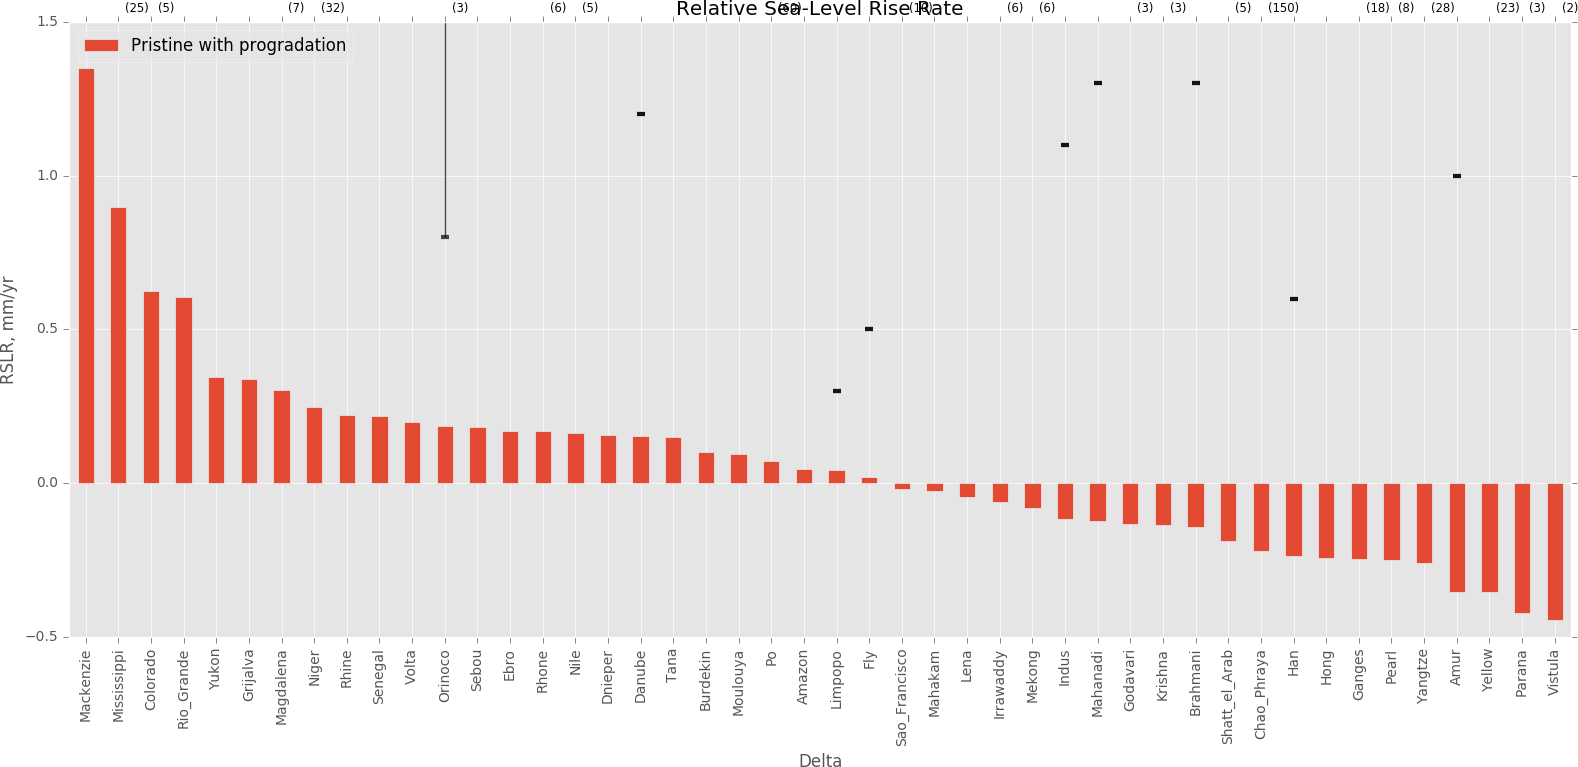 Relative Sea-Level Rise Rate
(25) (5) (7) (32) (3) (6) (5) (6) (6) (3) (3) (5) (150) (18) (8) (28) (23) (3) (2)
Pristine with progradation
1.5
1.0
0.5
0.0
−0.5
RSLR, mm/yr
Mackenzie
Mississippi
Colorado
Rio_Grande
Yukon
Grijalva
Magdalena
Niger
Rhine
Senegal
Volta
Orinoco
Sebou
Ebro
Rhone
Nile
Dnieper
Danube
Tana
Burdekin
Moulouya
Po
Amazon
Limpopo
Fly
Sao_Francisco
Mahakam
Lena
Irrawaddy
Mekong
Indus
Mahanadi
Godavari
Krishna
Brahmani
Shatt_el_Arab
Chao_Phraya
Han
Hong
Ganges
Pearl
Yangtze
Amur
Yellow
Parana
Vistula
Delta